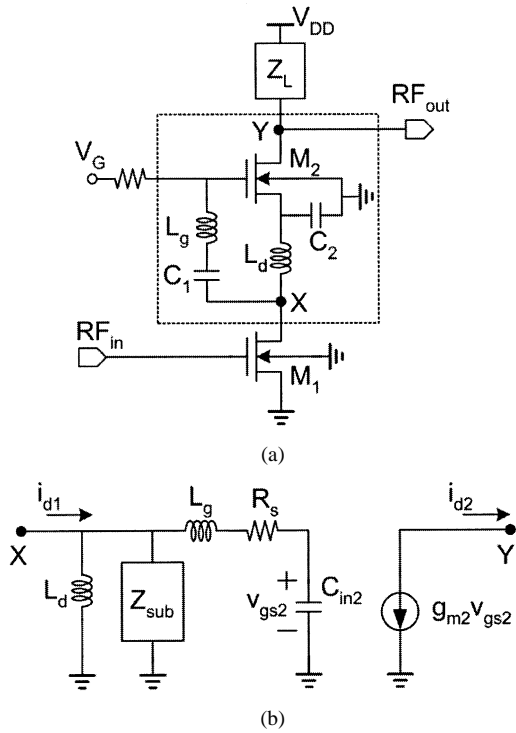 V_DD
Z_L
RF_out
Y
V_G
M_2
L_g
C_2
L_d
C_1
X
RF_in
M_1
(a)
i_d1
L_g
R_s
i_d2
X
Y
L_d
Z_sub
+
v_gs2
−
C_in2
g_m2v_gs2
(b)